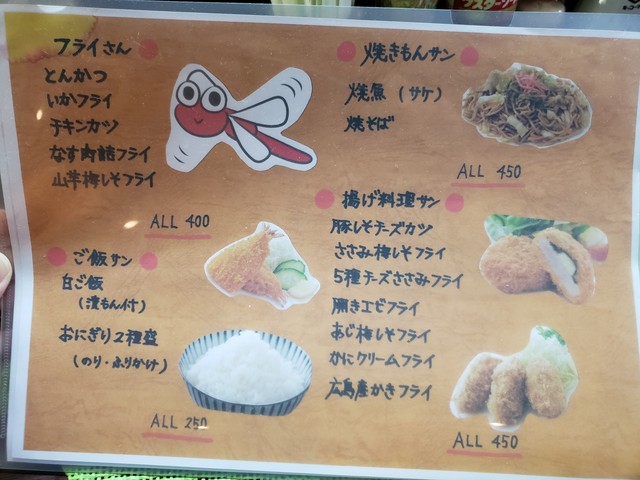 フライさん
とんかつ
いかフライ
チキンカツ
なす肉詰フライ
山芋梅しそフライ
ALL 400
ご飯サン
白ご飯
(漬もん付)
おにぎり2種盛
(のり・ふりかけ)
ALL 250
焼きもんサン
焼魚 (サケ)
焼そば
ALL 450
揚げ料理サン
豚しそチーズカツ
ささみ梅しそフライ
5種チーズささみフライ
開きエビフライ
あじ梅しそフライ
かにクリームフライ
広島産かきフライ
ALL 450